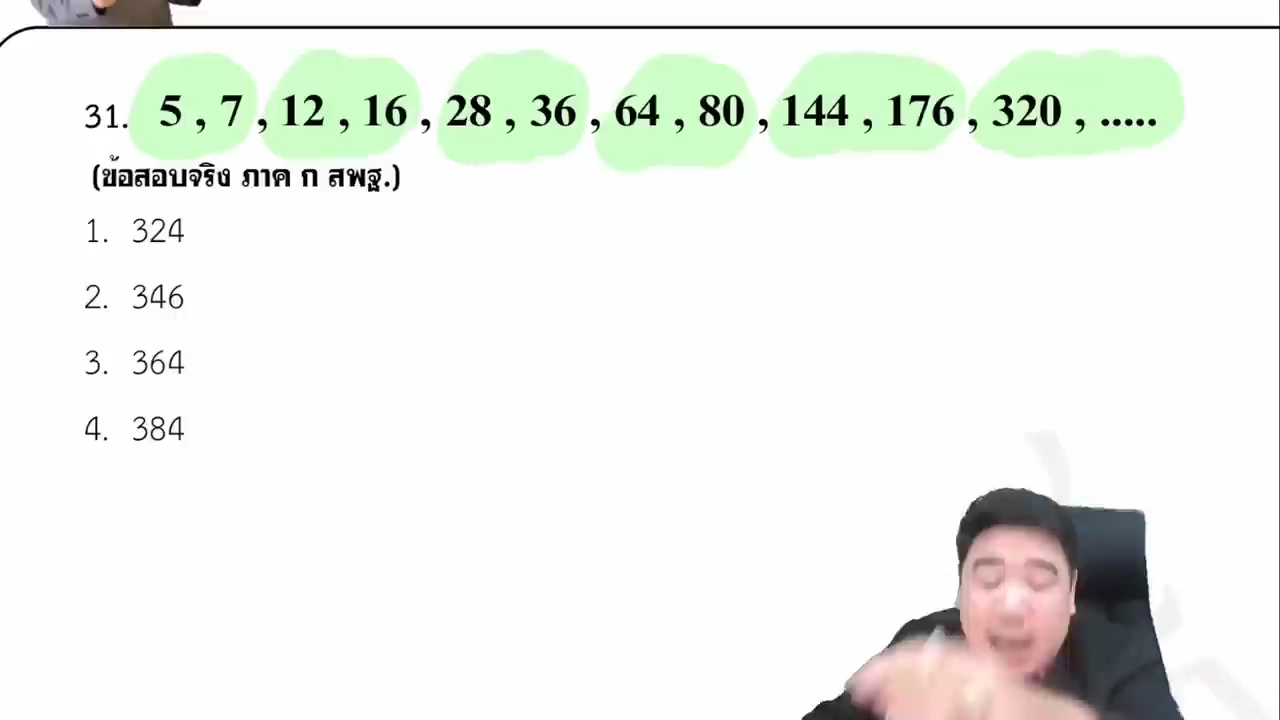 31. 5 , 7 , 12 , 16 , 28 , 36 , 64 , 80 , 144 , 176 , 320 , .....
(ข้อสอบจริง ภาค ก สพฐ.)
1. 324
2. 346
3. 364
4. 384